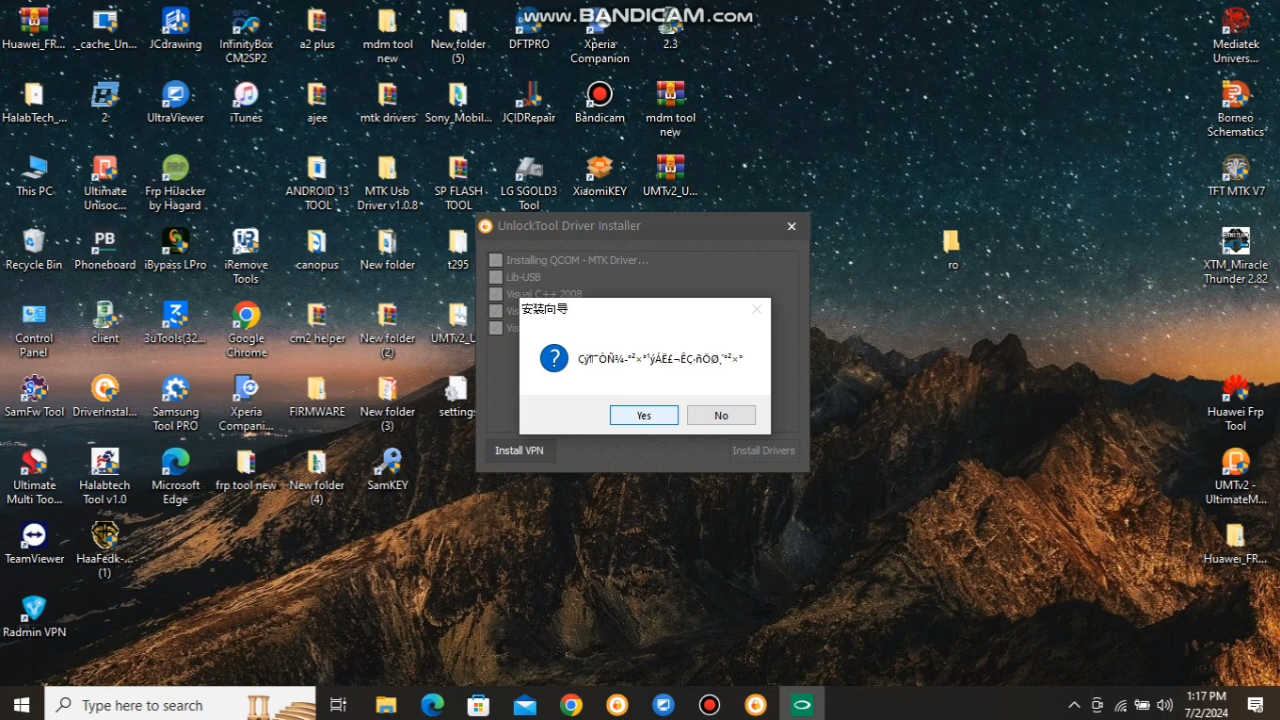 www.BANDICAM.com
Huawei_FR...
._cache_Un...
JCdrawing
InfinityBox
CM2SP2
a2 plus
mdm tool
new
New folder
(5)
DFTPRO
Xperia
Companion
2.3
Mediatek
Univers...
HalabTech_...
2
UltraViewer
iTunes
ajee
mtk drivers
Sony_Mobil...
JCIDRepair
Bandicam
mdm tool
new
Borneo
Schematics
This PC
Ultimate
Unisoc...
Frp HiJacker
by Hagard
ANDROID 13
TOOL
MTK Usb
Driver v1.0.8
SP FLASH
TOOL
LG SGOLD3
Tool
XiaomiKEY
UMTv2_U...
TFT MTK V7
Recycle Bin
Phoneboard
iBypass LPro
iRemove
Tools
canopus
New folder
t295
ro
XTM_Miracle
Thunder 2.82
Control
Panel
client
3uTools(32...
Google
Chrome
cm2 helper
New folder
(2)
UMTv2_U
SamFw Tool
DriverInstal...
Samsung
Tool PRO
Xperia
Compani...
FIRMWARE
New folder
(3)
settings
Huawei Frp
Tool
Ultimate
Multi Too...
Halabtech
Tool v1.0
Microsoft
Edge
frp tool new
New folder
(4)
SamKEY
UMTv2 -
UltimateM...
TeamViewer
HaaFedk-...
(1)
Huawei_FR...
Radmin VPN
UnlockTool Driver Installer
Installing QCOM - MTK Driver...
Lib-USB
Visual C++ 2008
Vis
Vis
安装向导
Yes
No
Install VPN
Install Drivers
Type here to search
1:17 PM
7/2/2024